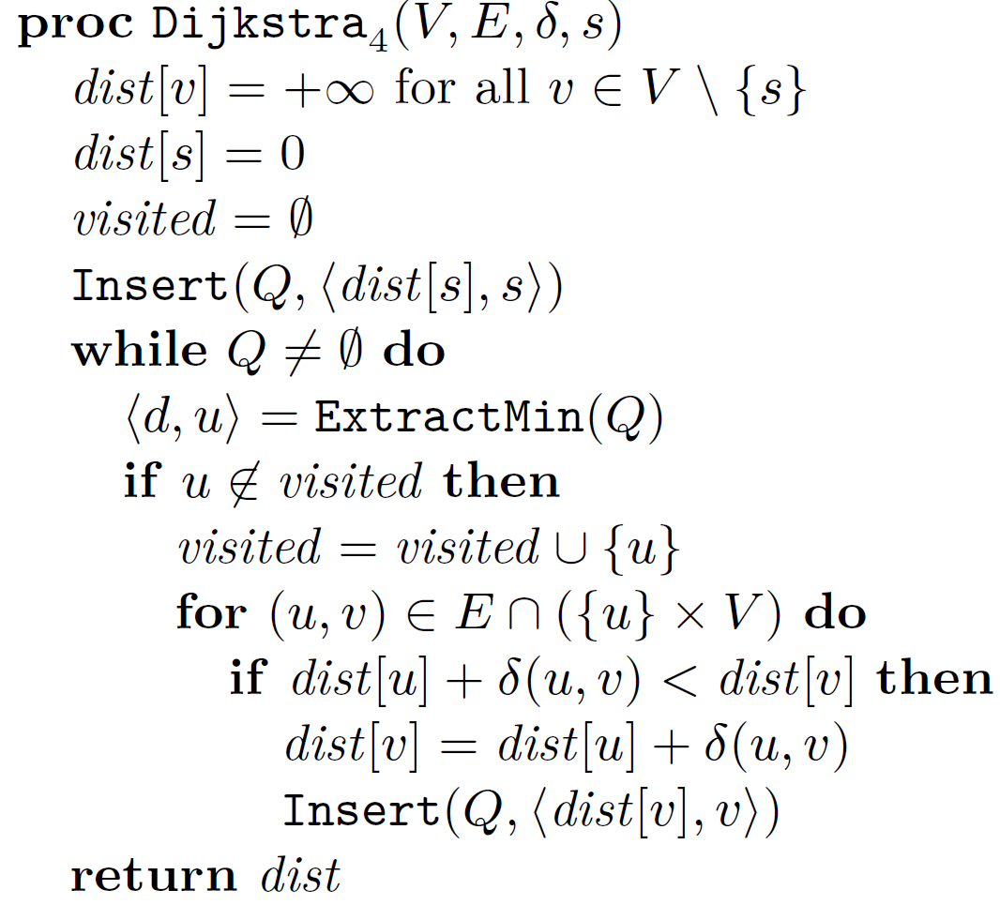 proc Dijkstra₄(V, E, δ, s)
dist[v] = +∞ for all v ∈ V \ {s}
dist[s] = 0
visited = ∅
Insert(Q, ⟨dist[s], s⟩)
while Q ≠ ∅ do
⟨d, u⟩ = ExtractMin(Q)
if u ∉ visited then
visited = visited ∪ {u}
for (u, v) ∈ E ∩ ({u} × V) do
if dist[u] + δ(u, v) < dist[v] then
dist[v] = dist[u] + δ(u, v)
Insert(Q, ⟨dist[v], v⟩)
return dist